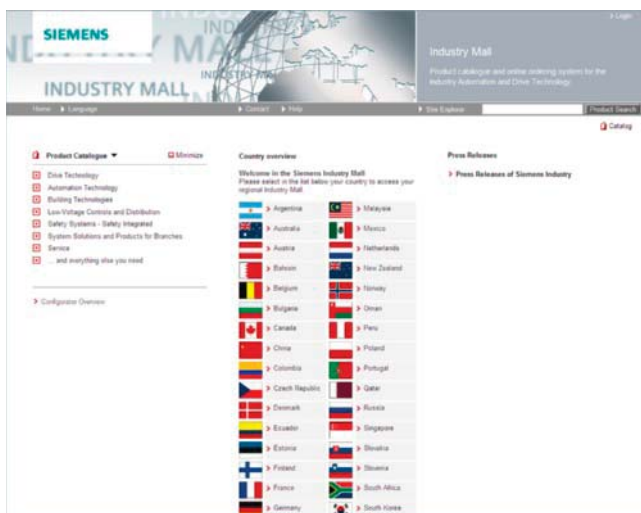 Login
SIEMENS
INDUSTRY MALL
Industry Mall
Product catalogue and online ordering system for the
Industry Automation and Drive Technology.
Home Language Contact Help Site Explorer Product Search
Catalog
Product Catalogue Minimize
Drive Technology
Automation Technology
Building Technologies
Low-Voltage Controls and Distribution
Safety Systems - Safety Integrated
System Solutions and Products for Branches
Service
... and everything else you need
Configurator Overview
Country overview
Welcome in the Siemens Industry Mall
Please select in the list below your country to access your
regional Industry Mall.
Argentina Malaysia
Australia Mexico
Austria Netherlands
Bahrain New Zealand
Belgium Norway
Bulgaria Oman
Canada Peru
China Poland
Colombia Portugal
Czech Republic Qatar
Denmark Russia
Ecuador Singapore
Estonia Slovakia
Finland Slovenia
France South Africa
Germany South Korea
Press Releases
Press Releases of Siemens Industry